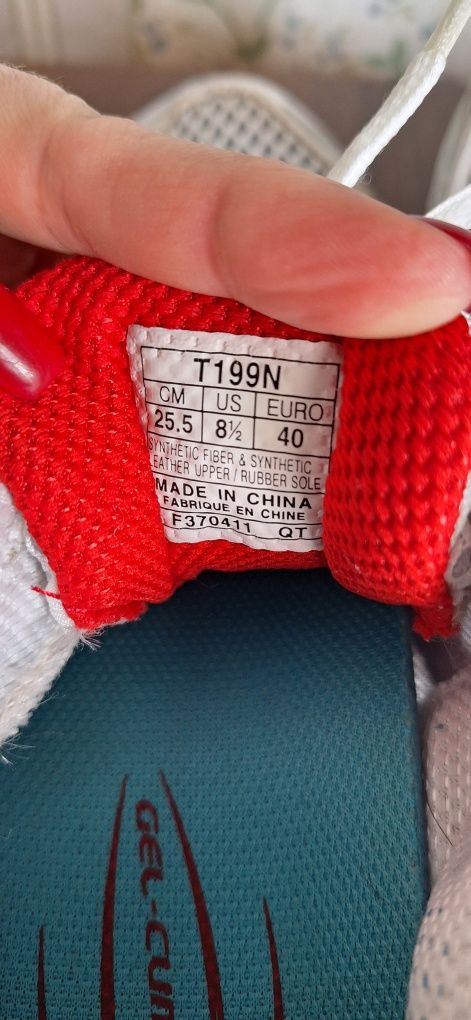 T199N
CM US EURO
25.5 8½ 40
SYNTHETIC FIBER & SYNTHETIC
LEATHER UPPER / RUBBER SOLE
MADE IN CHINA
FABRIQUE EN CHINE
F370411 QT